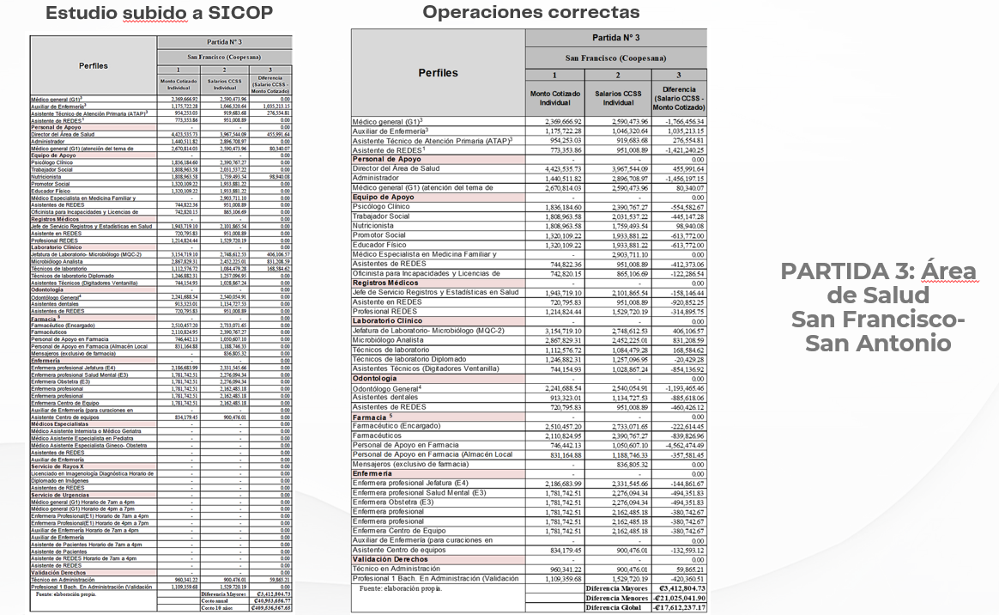 Estudio subido a SICOP
Perfiles
Partida N° 3
San Francisco (Coopesana)
1 2 3
Monto Cotizado Individual Salarios CCSS Individual Diferencia (Salario CCSS - Monto Cotizado)
Médico general (G1)³ 2,369,666.92 2,590,473.96 0.00
Auxiliar de Enfermería³ 1,175,722.28 1,046,320.64 1,035,213.15
Asistente Técnico de Atención Primaria (ATAP)³ 954,253.03 919,683.68 276,554.81
Asistente de REDES¹ 773,353.86 951,008.89 0.00
Personal de Apoyo - - 0.00
Director del Área de Salud 4,423,535.73 3,967,544.09 455,991.64
Administrador 1,440,511.82 2,896,708.97 0.00
Médico general (G1) (atención del tema de 2,670,814.03 2,590,473.96 80,340.07
Equipo de Apoyo - - 0.00
Psicólogo Clínico 1,836,184.60 2,390,767.27 0.00
Trabajador Social 1,808,963.58 2,031,537.22 0.00
Nutricionista 1,808,963.58 1,759,493.54 98,940.08
Promotor Social 1,320,109.22 1,933,881.22 0.00
Educador Físico 1,320,109.22 1,933,881.22 0.00
Médico Especialista en Medicina Familiar y - 2,903,711.10 0.00
Asistentes de REDES 744,822.36 951,008.89 0.00
Oficinista para Incapacidades y Licencias de 742,820.15 865,106.69 0.00
Registros Médicos - - 0.00
Jefe de Servicio Registros y Estadísticas en Salud 1,943,719.10 2,101,865.54 0.00
Asistente en REDES 720,795.83 951,008.89 0.00
Profesional REDES 1,214,824.44 1,529,720.19 0.00
Laboratorio Clínico - - 0.00
Jefatura de Laboratorio- Microbiólogo (MQC-2) 3,154,719.10 2,748,612.53 406,106.57
Microbiólogo Analista 2,867,829.31 2,452,225.01 831,208.59
Técnicos de laboratorio 1,112,576.72 1,084,479.28 168,584.62
Técnicos de laboratorio Diplomado 1,246,882.31 1,257,096.95 0.00
Asistentes Técnicos (Digitadores Ventanilla) 744,154.93 1,028,867.24 0.00
Odontología - - 0.00
Odontólogo General⁴ 2,241,688.54 2,540,054.91 0.00
Asistentes dentales 913,323.01 1,134,727.53 0.00
Asistentes de REDES 720,795.83 951,008.89 0.00
Farmacia ⁵ - - 0.00
Farmacéutico (Encargado) 2,510,457.20 2,733,071.65 0.00
Farmacéuticos 2,110,824.95 2,390,767.27 0.00
Personal de Apoyo en Farmacia 746,442.13 1,050,607.10 0.00
Personal de Apoyo en Farmacia (Almacén Local 831,164.88 1,188,746.33 0.00
Mensajeros (exclusivo de farmacia) - 836,805.32 0.00
Enfermería - - 0.00
Enfermera profesional Jefatura (E4) 2,186,683.99 2,331,545.66 0.00
Enfermera profesional Salud Mental (E3) 1,781,742.51 2,276,094.34 0.00
Enfermera Obstetra (E3) 1,781,742.51 2,276,094.34 0.00
Enfermera profesional 1,781,742.51 2,162,485.18 0.00
Enfermera profesional 1,781,742.51 2,162,485.18 0.00
Enfermera Centro de Equipo 1,781,742.51 2,162,485.18 0.00
Auxiliar de Enfermería (para curaciones en - - 0.00
Asistente Centro de equipos 834,179.45 900,476.01 0.00
Médicos Especialistas - - 0.00
Médico Asistente Internista o Médico Geriatra - - 0.00
Médico Asistente Especialista en Pediatra - - 0.00
Médico Asistente Especialista Gineco- Obstetra - - 0.00
Asistentes de REDES - - 0.00
Auxiliar de Enfermería - - 0.00
Servicio de Rayos X - - 0.00
Licenciado en Imagenología Diagnóstica Horario de - - 0.00
Diplomado en Imágenes - - 0.00
Asistentes de REDES - - 0.00
Servicio de Urgencias - - 0.00
Médico general (G1) Horario de 7am a 4pm - - 0.00
Médico general (G1) Horario de 4pm a 7pm - - 0.00
Enfermera Profesional(E1) Horario de 7am a 4pm - - 0.00
Enfermera Profesional(E1) Horario de 4pm a 7pm - - 0.00
Auxiliar de Enfermería Horario de 7am a 4pm - - 0.00
Auxiliar de Enfermería - - 0.00
Asistente de Pacientes Horario de 7am a 4pm - - 0.00
Asistente de Pacientes - - 0.00
Asistente de REDES Horario de 7am a 4pm - - 0.00
Asistente de REDES - - 0.00
Validación Derechos - - 0.00
Técnico en Administración 960,341.22 900,476.01 59,865.21
Profesional 1 Bach. En Administración (Validación 1,109,359.68 1,529,720.19 0.00
Fuente: elaboración propia. Diferencia Mayores ₡3,412,804.73
Costo anual ₡40,953,656.77
Costo 10 años ₡409,536,567.65
Operaciones correctas
Perfiles
Partida N° 3
San Francisco (Coopesana)
1 2 3
Monto Cotizado Individual Salarios CCSS Individual Diferencia (Salario CCSS - Monto Cotizado)
Médico general (G1)³ 2,369,666.92 2,590,473.96 -1,766,456.34
Auxiliar de Enfermería³ 1,175,722.28 1,046,320.64 1,035,213.15
Asistente Técnico de Atención Primaria (ATAP)³ 954,253.03 919,683.68 276,554.81
Asistente de REDES¹ 773,353.86 951,008.89 -1,421,240.25
Personal de Apoyo - - 0.00
Director del Área de Salud 4,423,535.73 3,967,544.09 455,991.64
Administrador 1,440,511.82 2,896,708.97 -1,456,197.15
Médico general (G1) (atención del tema de 2,670,814.03 2,590,473.96 80,340.07
Equipo de Apoyo - - 0.00
Psicólogo Clínico 1,836,184.60 2,390,767.27 -554,582.67
Trabajador Social 1,808,963.58 2,031,537.22 -445,147.28
Nutricionista 1,808,963.58 1,759,493.54 98,940.08
Promotor Social 1,320,109.22 1,933,881.22 -613,772.00
Educador Físico 1,320,109.22 1,933,881.22 -613,772.00
Médico Especialista en Medicina Familiar y - 2,903,711.10 0.00
Asistentes de REDES 744,822.36 951,008.89 -412,373.06
Oficinista para Incapacidades y Licencias de 742,820.15 865,106.69 -122,286.54
Registros Médicos - - 0.00
Jefe de Servicio Registros y Estadísticas en Salud 1,943,719.10 2,101,865.54 -158,146.44
Asistente en REDES 720,795.83 951,008.89 -920,852.25
Profesional REDES 1,214,824.44 1,529,720.19 -314,895.75
Laboratorio Clínico - - 0.00
Jefatura de Laboratorio- Microbiólogo (MQC-2) 3,154,719.10 2,748,612.53 406,106.57
Microbiólogo Analista 2,867,829.31 2,452,225.01 831,208.59
Técnicos de laboratorio 1,112,576.72 1,084,479.28 168,584.62
Técnicos de laboratorio Diplomado 1,246,882.31 1,257,096.95 -20,429.28
Asistentes Técnicos (Digitadores Ventanilla) 744,154.93 1,028,867.24 -854,136.92
Odontología - - 0.00
Odontólogo General⁴ 2,241,688.54 2,540,054.91 -1,193,465.46
Asistentes dentales 913,323.01 1,134,727.53 -885,618.06
Asistentes de REDES 720,795.83 951,008.89 -460,426.12
Farmacia ⁵ - - 0.00
Farmacéutico (Encargado) 2,510,457.20 2,733,071.65 -222,614.45
Farmacéuticos 2,110,824.95 2,390,767.27 -839,826.96
Personal de Apoyo en Farmacia 746,442.13 1,050,607.10 -4,562,474.49
Personal de Apoyo en Farmacia (Almacén Local 831,164.88 1,188,746.33 -357,581.45
Mensajeros (exclusivo de farmacia) - 836,805.32 0.00
Enfermería - - 0.00
Enfermera profesional Jefatura (E4) 2,186,683.99 2,331,545.66 -144,861.67
Enfermera profesional Salud Mental (E3) 1,781,742.51 2,276,094.34 -494,351.83
Enfermera Obstetra (E3) 1,781,742.51 2,276,094.34 -494,351.83
Enfermera profesional 1,781,742.51 2,162,485.18 -380,742.67
Enfermera profesional 1,781,742.51 2,162,485.18 -380,742.67
Enfermera Centro de Equipo 1,781,742.51 2,162,485.18 -380,742.67
Auxiliar de Enfermería (para curaciones en - - 0.00
Asistente Centro de equipos 834,179.45 900,476.01 -132,593.12
Validación Derechos - - 0.00
Técnico en Administración 960,341.22 900,476.01 59,865.21
Profesional 1 Bach. En Administración (Validación 1,109,359.68 1,529,720.19 -420,360.51
Fuente: elaboración propia. Diferencia Mayores ₡3,412,804.73
Diferencia Menores -₡21,025,041.90
Diferencia Global -₡17,612,237.17
PARTIDA 3: Área
de Salud
San Francisco-
San Antonio